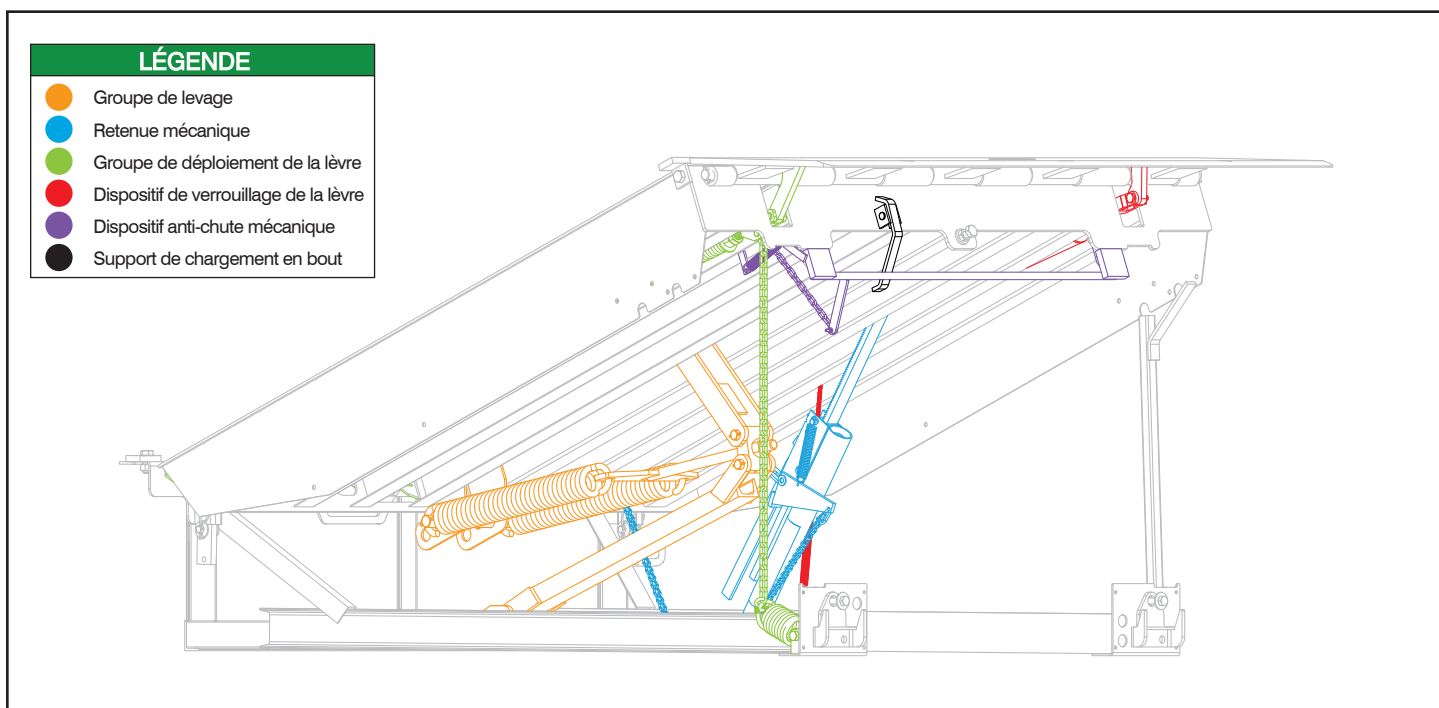 LÉGENDE
Groupe de levage
Retenue mécanique
Groupe de déploiement de la lèvre
Dispositif de verrouillage de la lèvre
Dispositif anti-chute mécanique
Support de chargement en bout